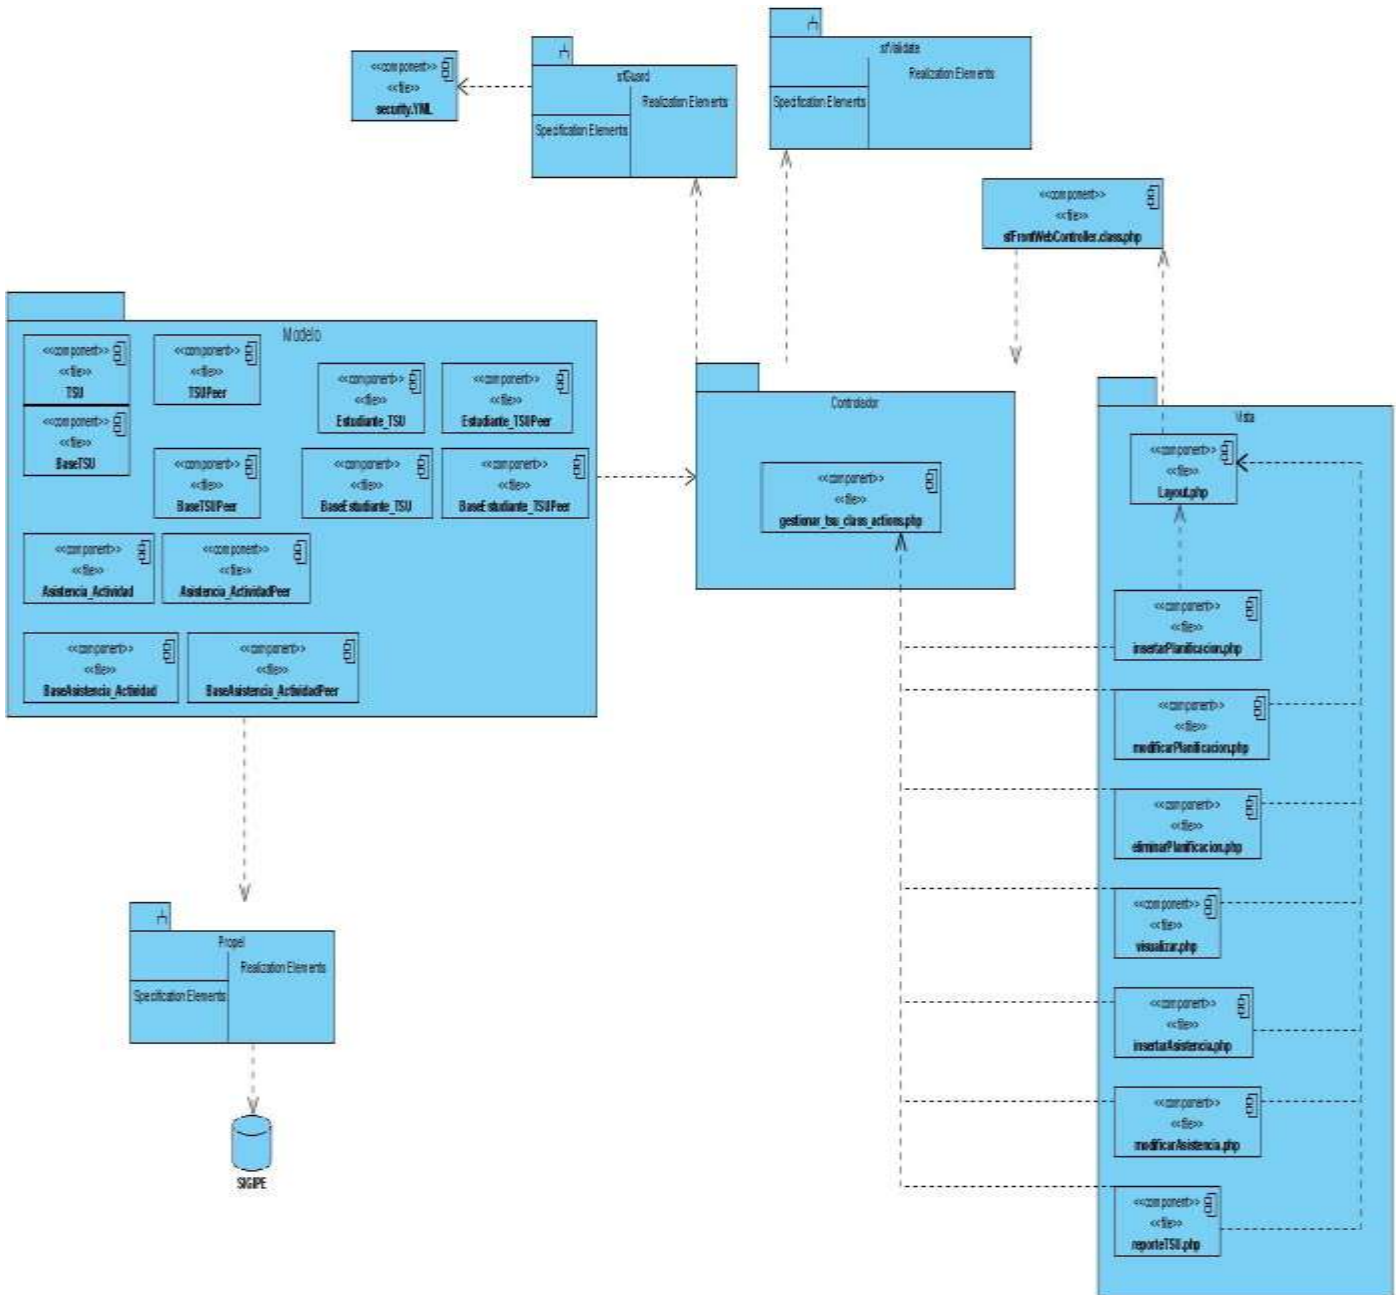 <<component>>
<<file>>
security.YML
sfGuard
Realization Elements
Specification Elements
sfValidate
Realization Elements
Specification Elements
<<component>>
<<file>>
sfFrontWebController.class.php
Modelo
<<component>>
<<file>>
TSU
<<component>>
<<file>>
TSUPeer
<<component>>
<<file>>
Estudiante_TSU
<<component>>
<<file>>
Estudiante_TSUPeer
<<component>>
<<file>>
BaseTSU
<<component>>
<<file>>
BaseTSUPeer
<<component>>
<<file>>
BaseEstudiante_TSU
<<component>>
<<file>>
BaseEstudiante_TSUPeer
<<component>>
<<file>>
Asistencia_Actividad
<<component>>
<<file>>
Asistencia_ActividadPeer
<<component>>
<<file>>
BaseAsistencia_Actividad
<<component>>
<<file>>
BaseAsistencia_ActividadPeer
Controlador
<<component>>
<<file>>
gestionar_tsu_class_actions.php
Vista
<<component>>
<<file>>
Layout.php
<<component>>
<<file>>
insertarPlanificacion.php
<<component>>
<<file>>
modificarPlanificacion.php
<<component>>
<<file>>
eliminarPlanificacion.php
<<component>>
<<file>>
visualizar.php
<<component>>
<<file>>
insertarAsistencia.php
<<component>>
<<file>>
modificarAsistencia.php
<<component>>
<<file>>
reporteTSU.php
Propel
Realization Elements
Specification Elements
SIGIPE